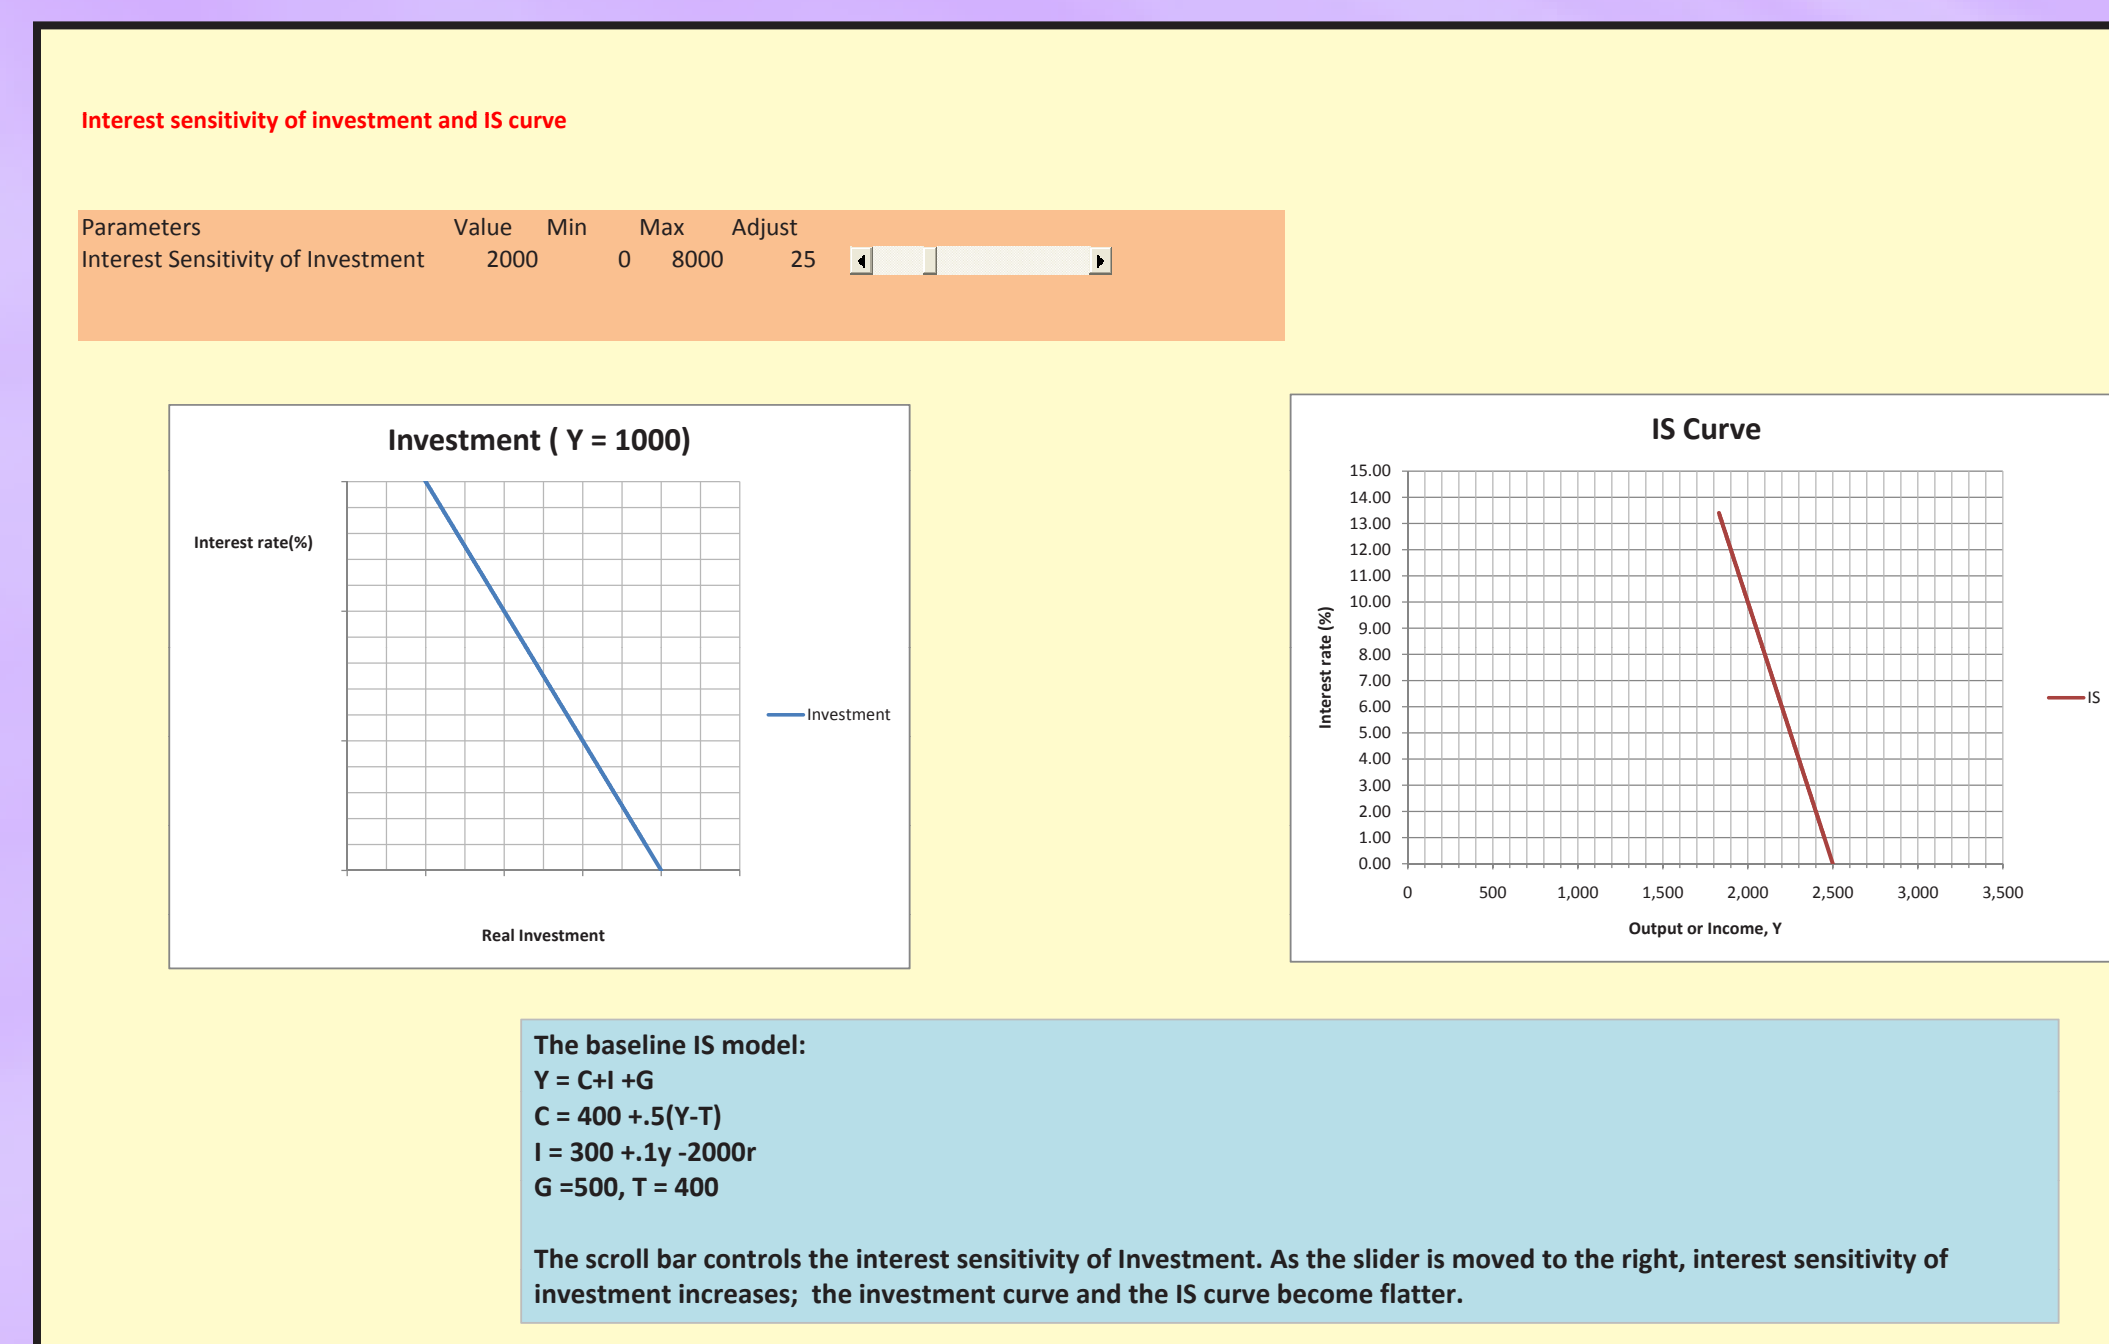 Interest sensitivity of investment and IS curve
Parameters Value Min Max Adjust
Interest Sensitivity of Investment 2000 0 8000 25
Investment ( Y = 1000)
Interest rate(%)
Investment
Real Investment
IS Curve
15.00
14.00
13.00
12.00
11.00
10.00
9.00
8.00
7.00
6.00
5.00
4.00
3.00
2.00
1.00
0.00
Interest rate (%)
0 500 1,000 1,500 2,000 2,500 3,000 3,500
Output or Income, Y
IS
The baseline IS model:
Y = C+I +G
C = 400 +.5(Y-T)
I = 300 +.1y -2000r
G =500, T = 400
The scroll bar controls the interest sensitivity of Investment. As the slider is moved to the right, interest sensitivity of
investment increases;  the investment curve and the IS curve become flatter.